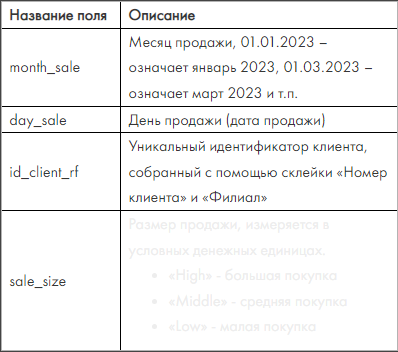 Название поля Описание
month_sale Месяц продажи, 01.01.2023 –
означает январь 2023, 01.03.2023 –
означает март 2023 и т.п.
day_sale День продажи (дата продажи)
id_client_rf Уникальный идентификатор клиента,
собранный с помощью склейки «Номер
клиента» и «Филиал»
sale_size Размер продажи, измеряется в
условных денежных единицах.
• «High» - большая покупка
• «Middle» - средняя покупка
• «Low» - малая покупка